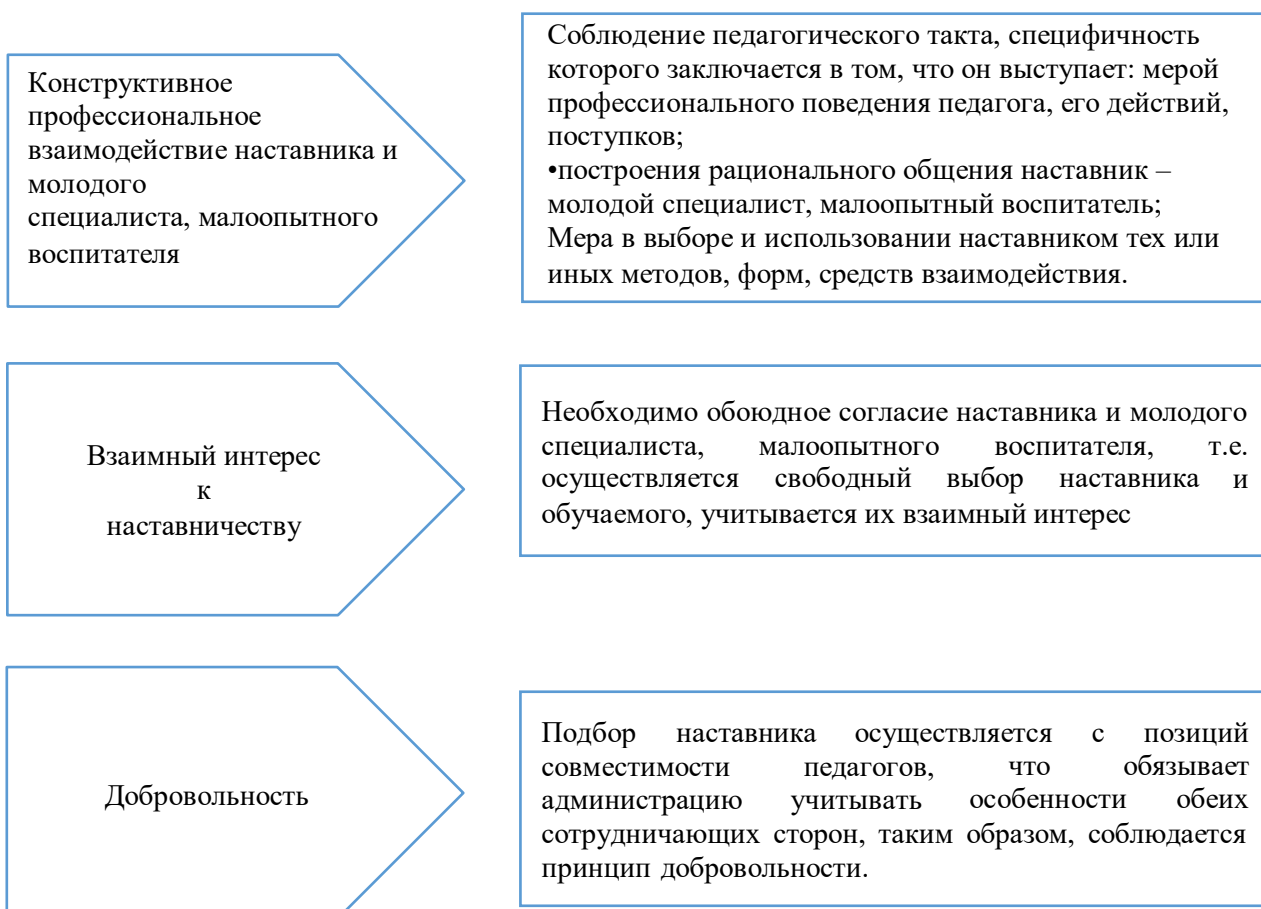 Конструктивное
профессиональное
взаимодействие наставника и
молодого
специалиста, малоопытного
воспитателя
Соблюдение педагогического такта, специфичность
которого заключается в том, что он выступает: мерой
профессионального поведения педагога, его действий,
поступков;
•построения рационального общения наставник –
молодой специалист, малоопытный воспитатель;
Мера в выборе и использовании наставником тех или
иных методов, форм, средств взаимодействия.
Взаимный интерес
к
наставничеству
Необходимо обоюдное согласие наставника и молодого
специалиста, малоопытного воспитателя, т.е.
осуществляется свободный выбор наставника и
обучаемого, учитывается их взаимный интерес
Добровольность
Подбор наставника осуществляется с позиций
совместимости педагогов, что обязывает
администрацию учитывать особенности обеих
сотрудничающих сторон, таким образом, соблюдается
принцип добровольности.